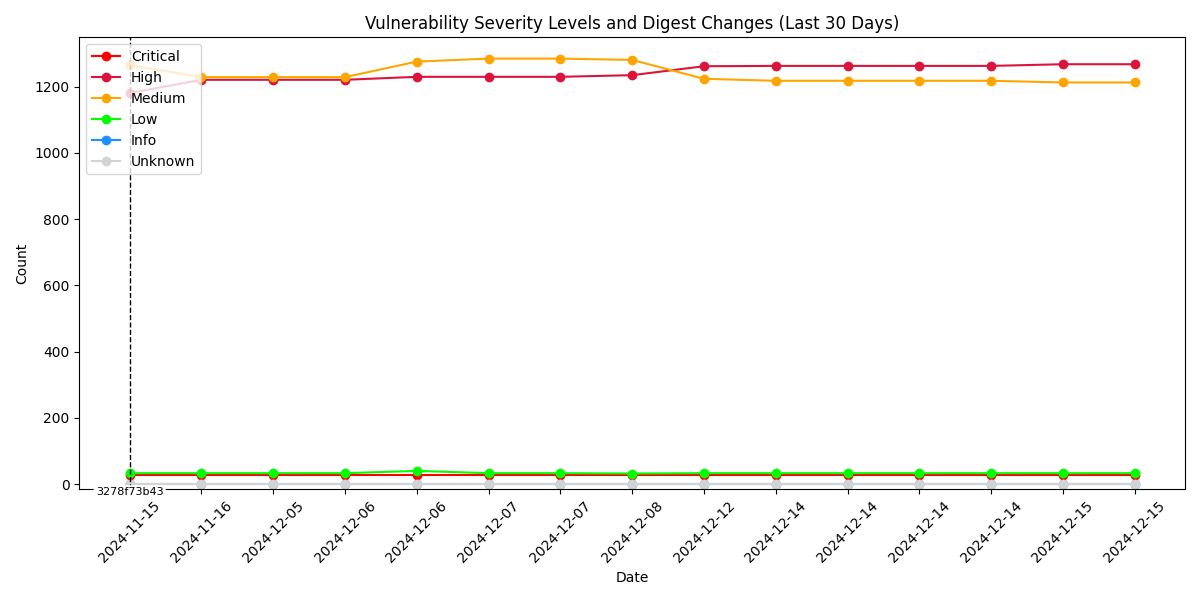 Vulnerability Severity Levels and Digest Changes (Last 30 Days)
Critical
High
Medium
Low
Info
Unknown
1200
1000
800
600
400
200
0
Count
3278f73b43
2024-11-15
2024-11-16
2024-12-05
2024-12-06
2024-12-06
2024-12-07
2024-12-07
2024-12-08
2024-12-12
2024-12-14
2024-12-14
2024-12-14
2024-12-14
2024-12-15
2024-12-15
Date